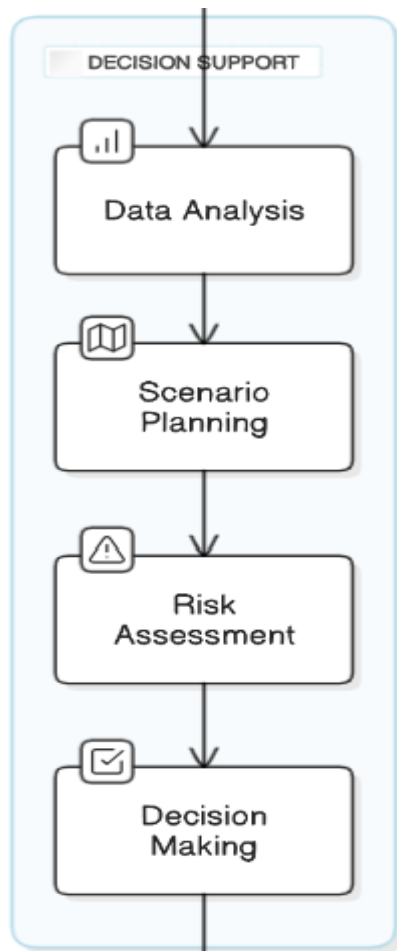 DECISION SUPPORT
Data Analysis
Scenario
Planning
Risk
Assessment
Decision
Making